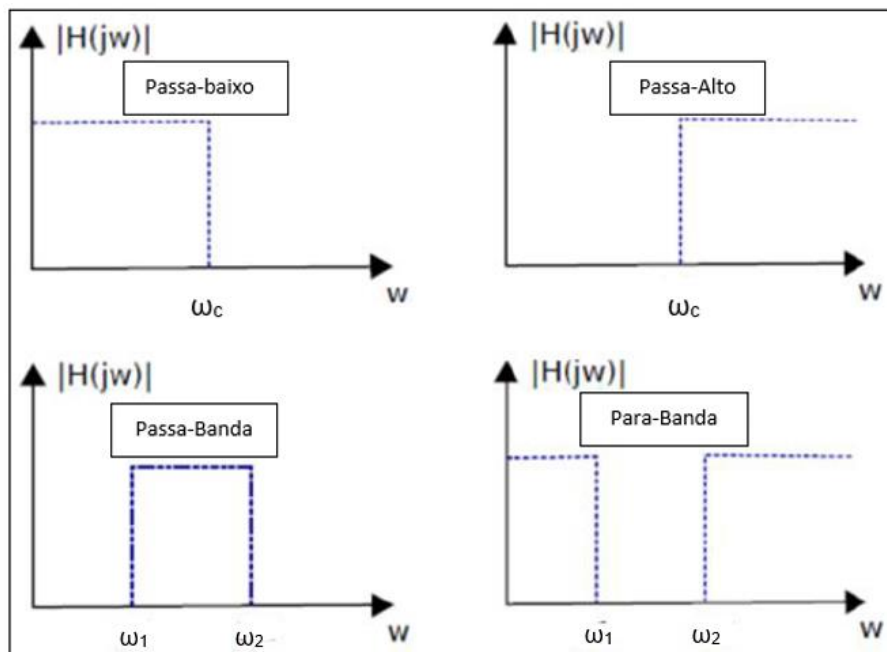 |H(jw)|
Passa-baixo
w
ωc
|H(jw)|
Passa-Alto
w
ωc
|H(jw)|
Passa-Banda
w
ω1
ω2
|H(jw)|
Para-Banda
w
ω1
ω2